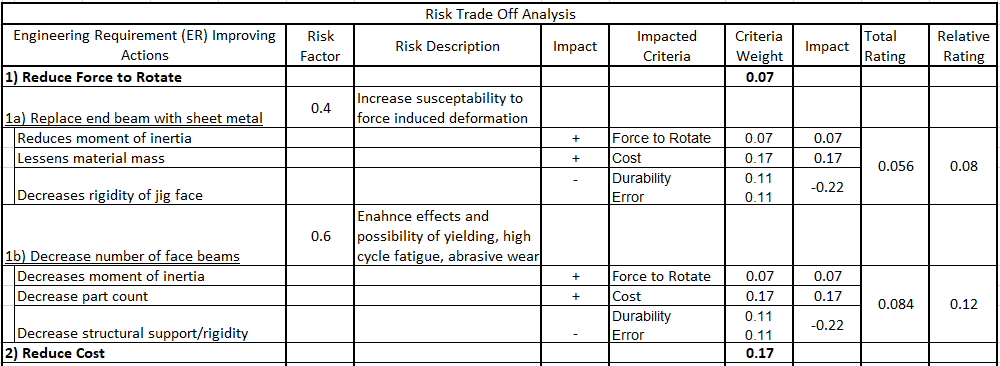 Risk Trade Off Analysis
Engineering Requirement (ER) Improving Actions Risk Factor Risk Description Impact Impacted Criteria Criteria Weight Impact Total Rating Relative Rating
1) Reduce Force to Rotate 0.07
1a) Replace end beam with sheet metal 0.4 Increase susceptability to force induced deformation
Reduces moment of inertia + Force to Rotate 0.07 0.07
Lessens material mass + Cost 0.17 0.17 0.056 0.08
Decreases rigidity of jig face - Durability Error 0.11 0.11 -0.22
1b) Decrease number of face beams 0.6 Enahnce effects and possibility of yielding, high cycle fatigue, abrasive wear
Decreases moment of inertia + Force to Rotate 0.07 0.07
Decrease part count + Cost 0.17 0.17 0.084 0.12
Decrease structural support/rigidity - Durability Error 0.11 0.11 -0.22
2) Reduce Cost 0.17